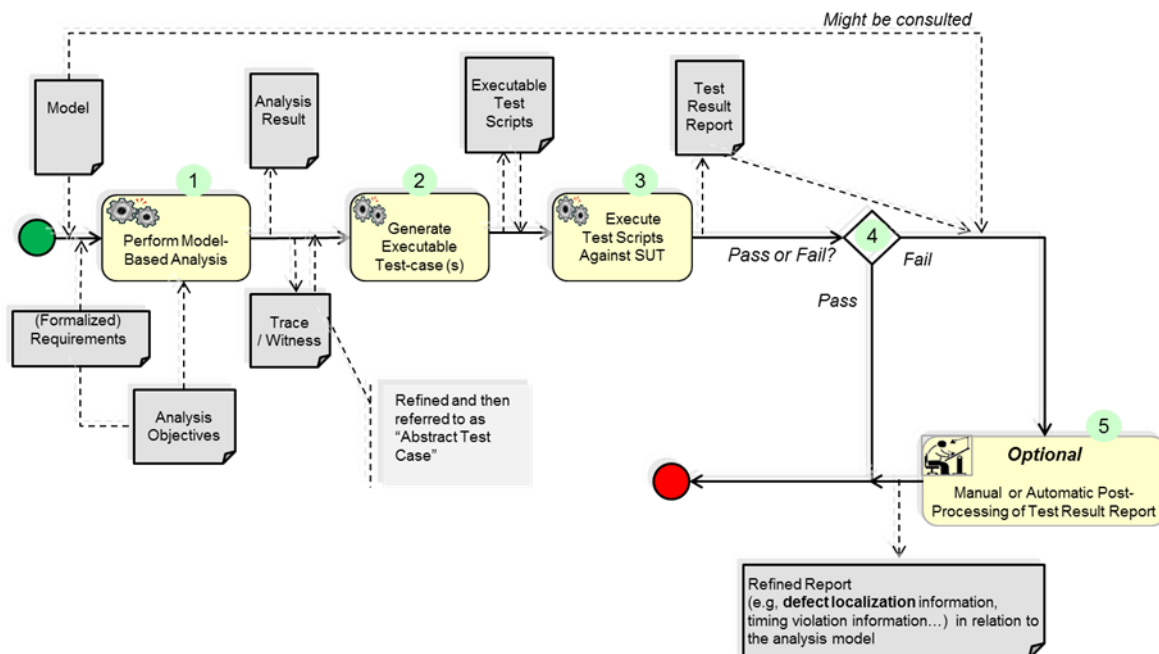 Might be consulted
Model
Analysis
Result
Executable
Test
Scripts
Test
Result
Report
1
2
3
Perform Model-
Based Analysis
Generate
Executable
Test-case (s)
Execute
Test Scripts
Against SUT
4
Pass or Fail?
Fail
Pass
(Formalized)
Requirements
Trace
/ Witness
Analysis
Objectives
Refined and then
referred to as
“Abstract Test
Case”
5
Optional
Manual or Automatic Post-
Processing of Test Result Report
Refined Report
(e.g, defect localization information,
timing violation information…) in relation to
the analysis model